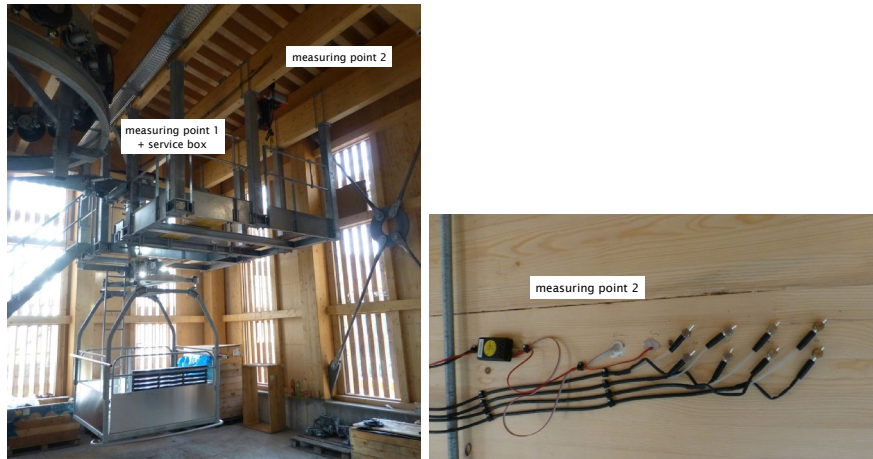 measuring point 2
measuring point 1
+ service box
measuring point 2